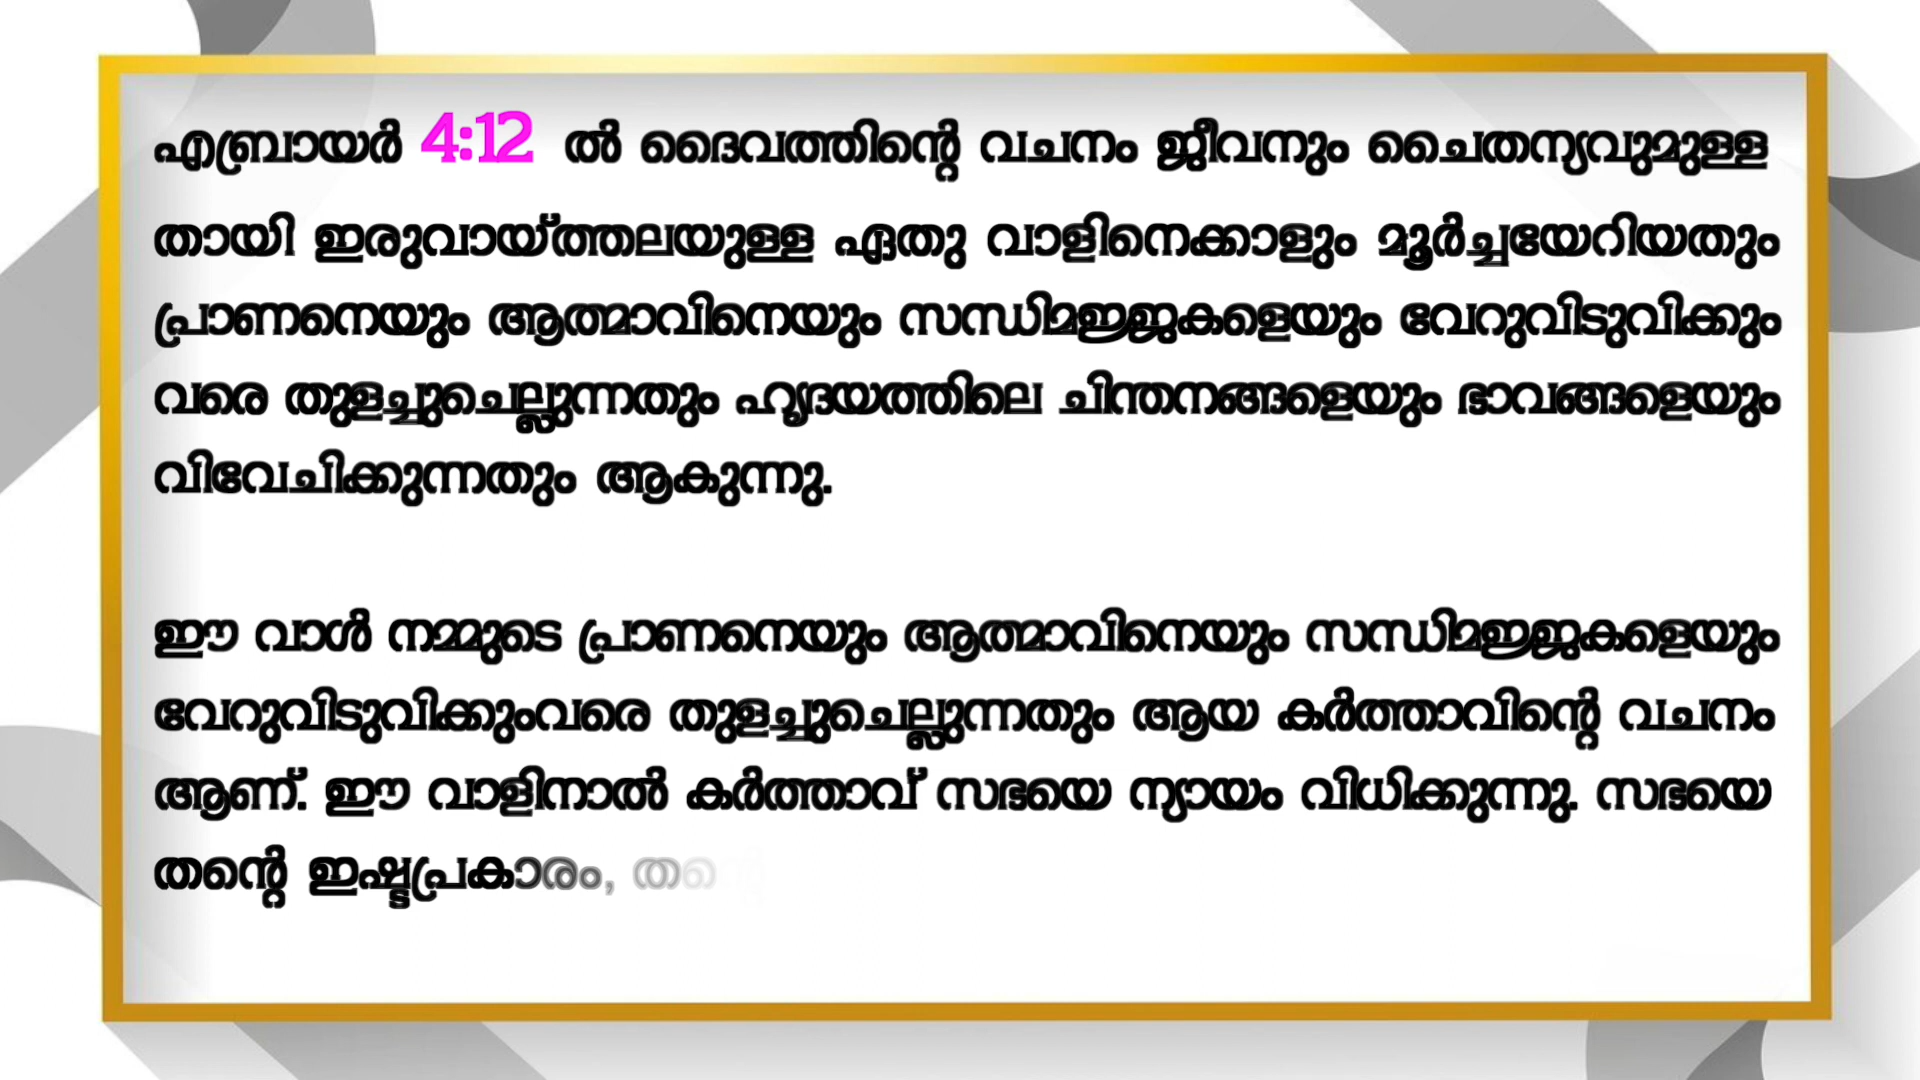 എബ്രായർ 4:12 ൽ ദൈവത്തിന്റെ വചനം ജീവനും ചൈതന്യവുമുള്ള
തായി ഇരുവായ്ത്തലയുള്ള ഏതു വാളിനെക്കാളും മൂർച്ചയേറിയതും
പ്രാണനെയും ആത്മാവിനെയും സന്ധിമജ്ജകളെയും വേറുവിടുവിക്കും
വരെ തുളച്ചുചെല്ലുന്നതും ഹൃദയത്തിലെ ചിന്തനങ്ങളെയും ഭാവങ്ങളെയും
വിവേചിക്കുന്നതും ആകുന്നു.
ഈ വാൾ നമ്മുടെ പ്രാണനെയും ആത്മാവിനെയും സന്ധിമജ്ജകളെയും
വേറുവിടുവിക്കുംവരെ തുളച്ചുചെല്ലുന്നതും ആയ കർത്താവിന്റെ വചനം
ആണ്. ഈ വാളിനാൽ കർത്താവ് സഭയെ ന്യായം വിധിക്കുന്നു. സഭയെ
തന്റെ ഇഷ്ടപ്രകാരം, തന്റെ